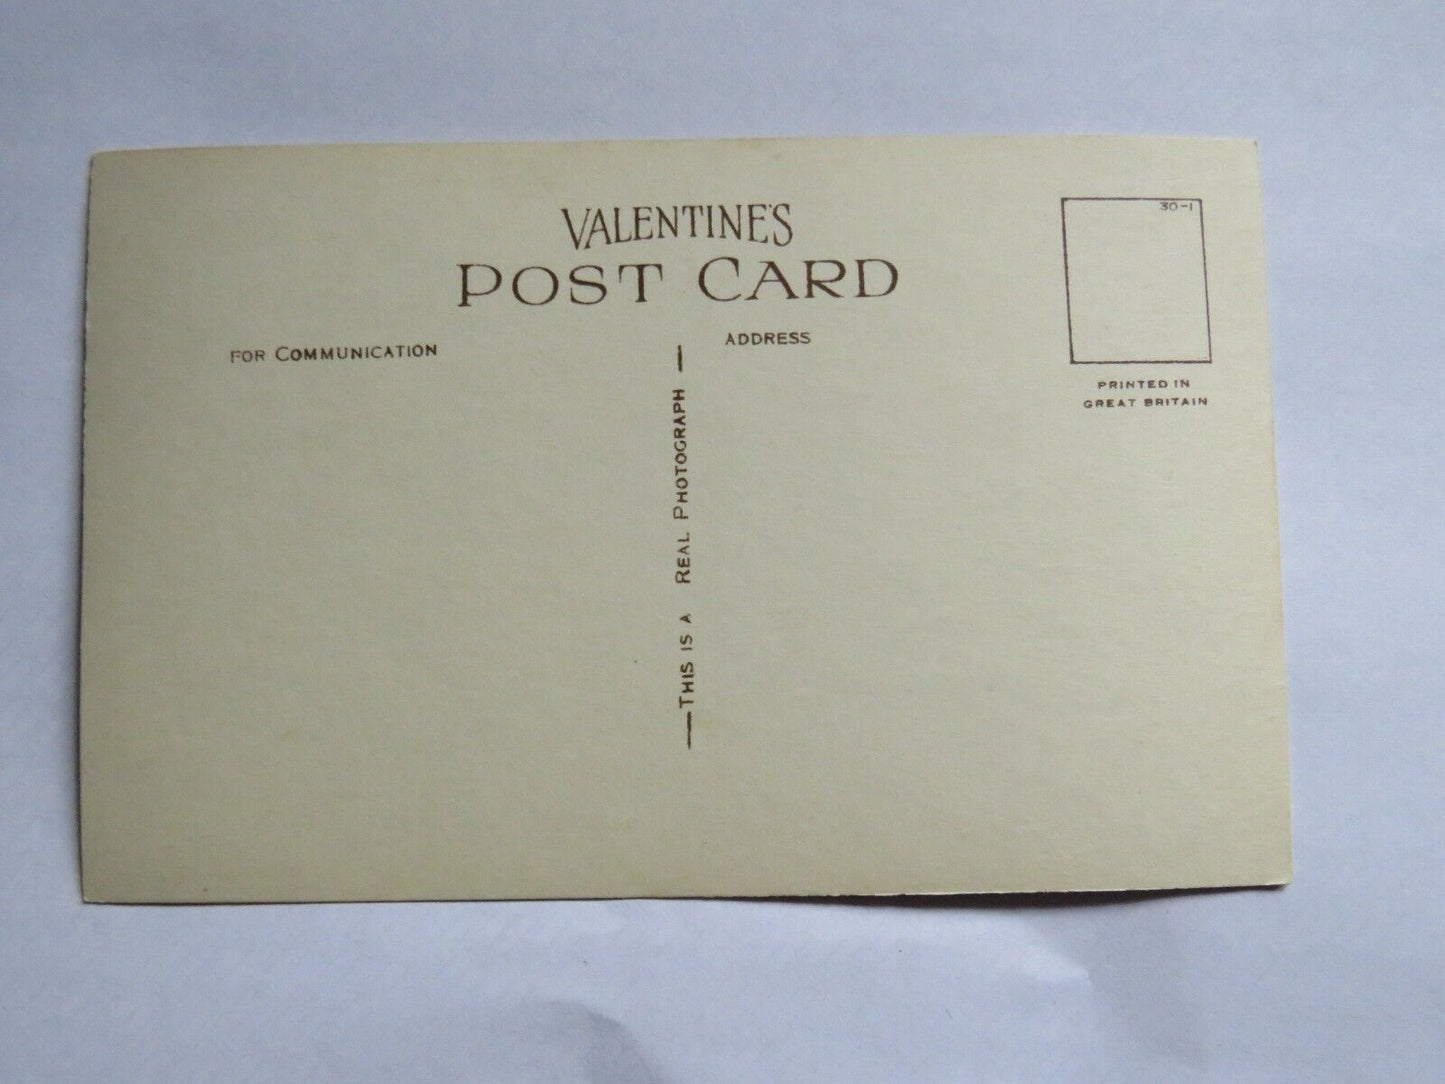 VALENTINE'S
POST CARD
30-1
FOR COMMUNICATION
ADDRESS
PRINTED IN
GREAT BRITAIN
—THIS IS A REAL PHOTOGRAPH—